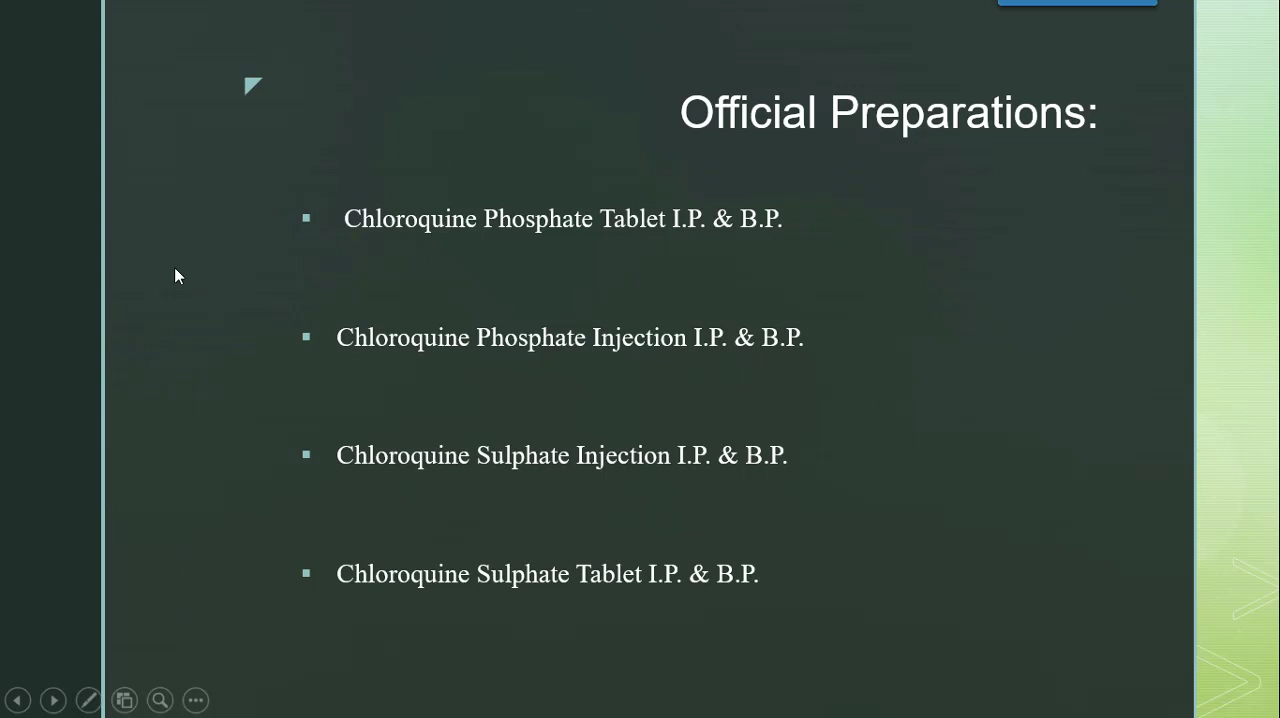 Official Preparations:
▪ Chloroquine Phosphate Tablet I.P. & B.P.
▪ Chloroquine Phosphate Injection I.P. & B.P.
▪ Chloroquine Sulphate Injection I.P. & B.P.
▪ Chloroquine Sulphate Tablet I.P. & B.P.